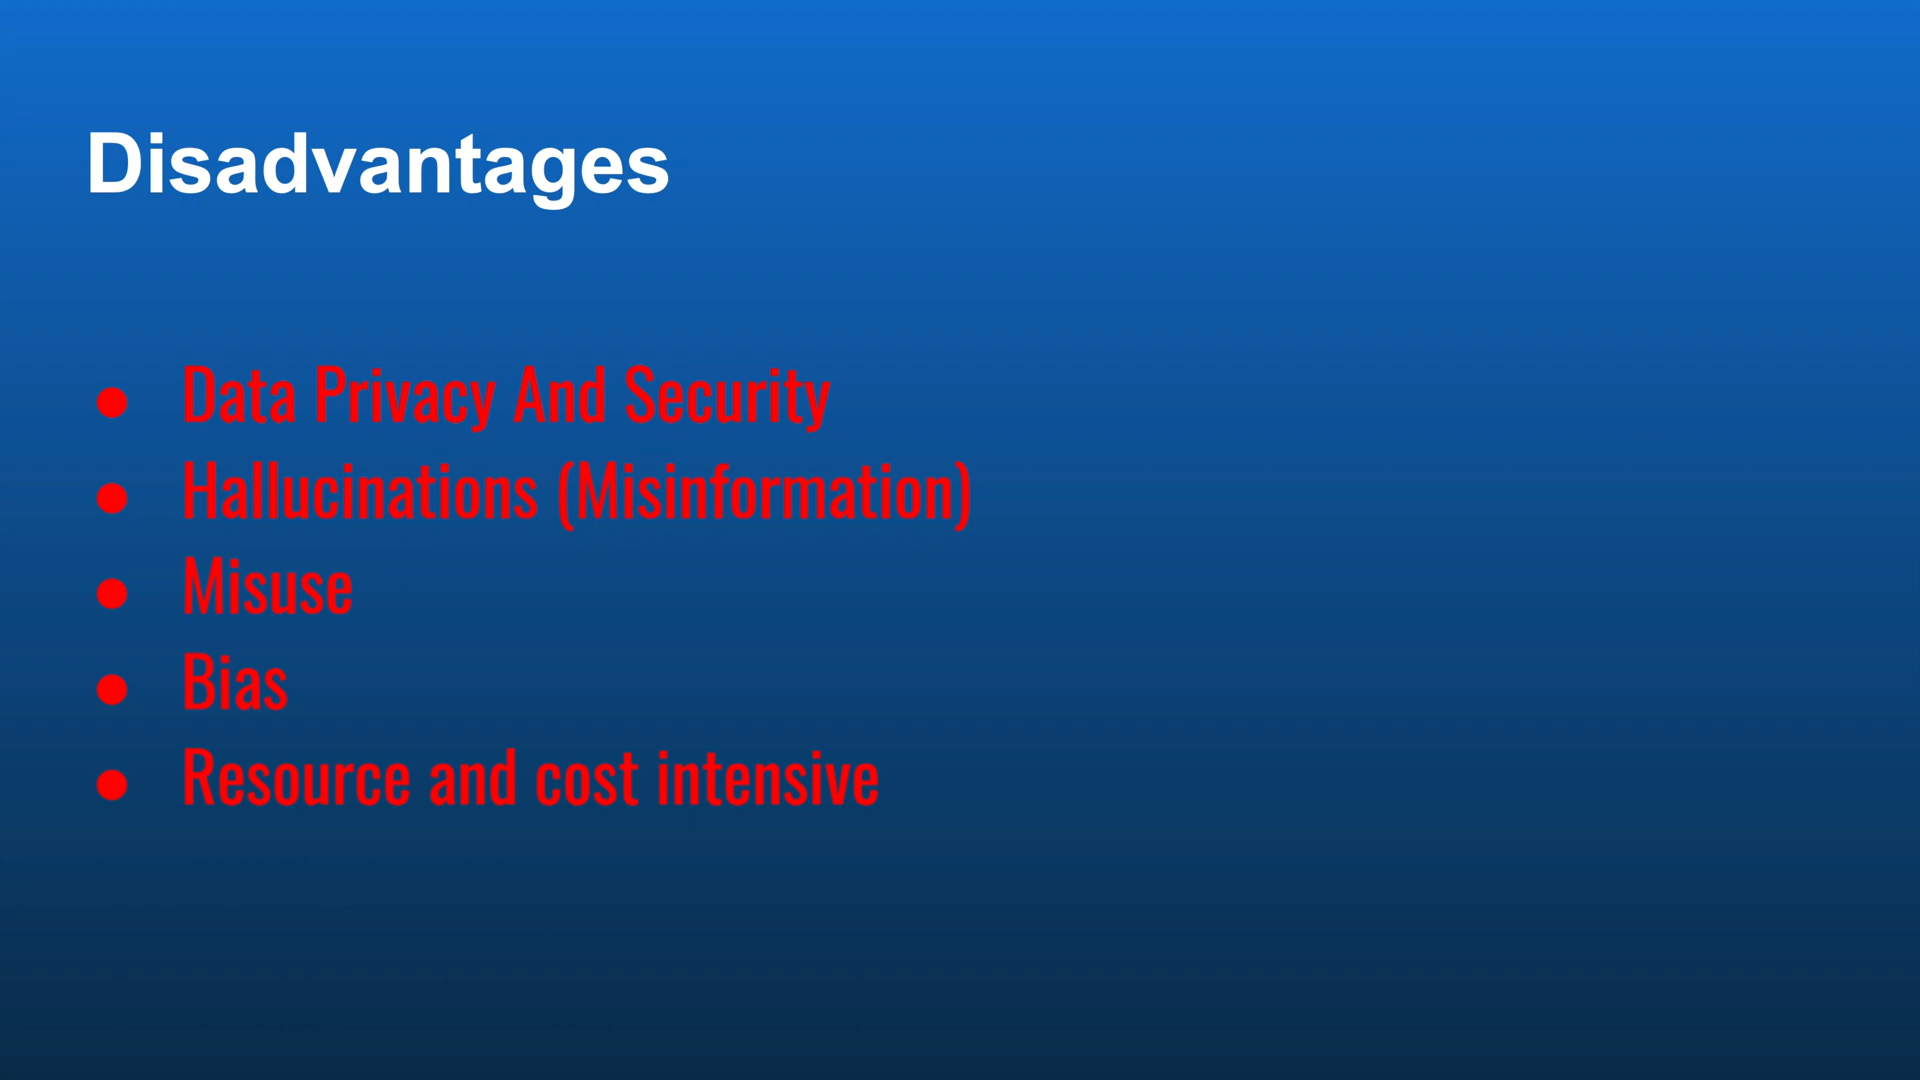 Disadvantages
● Data Privacy And Security
● Hallucinations (Misinformation)
● Misuse
● Bias
● Resource and cost intensive